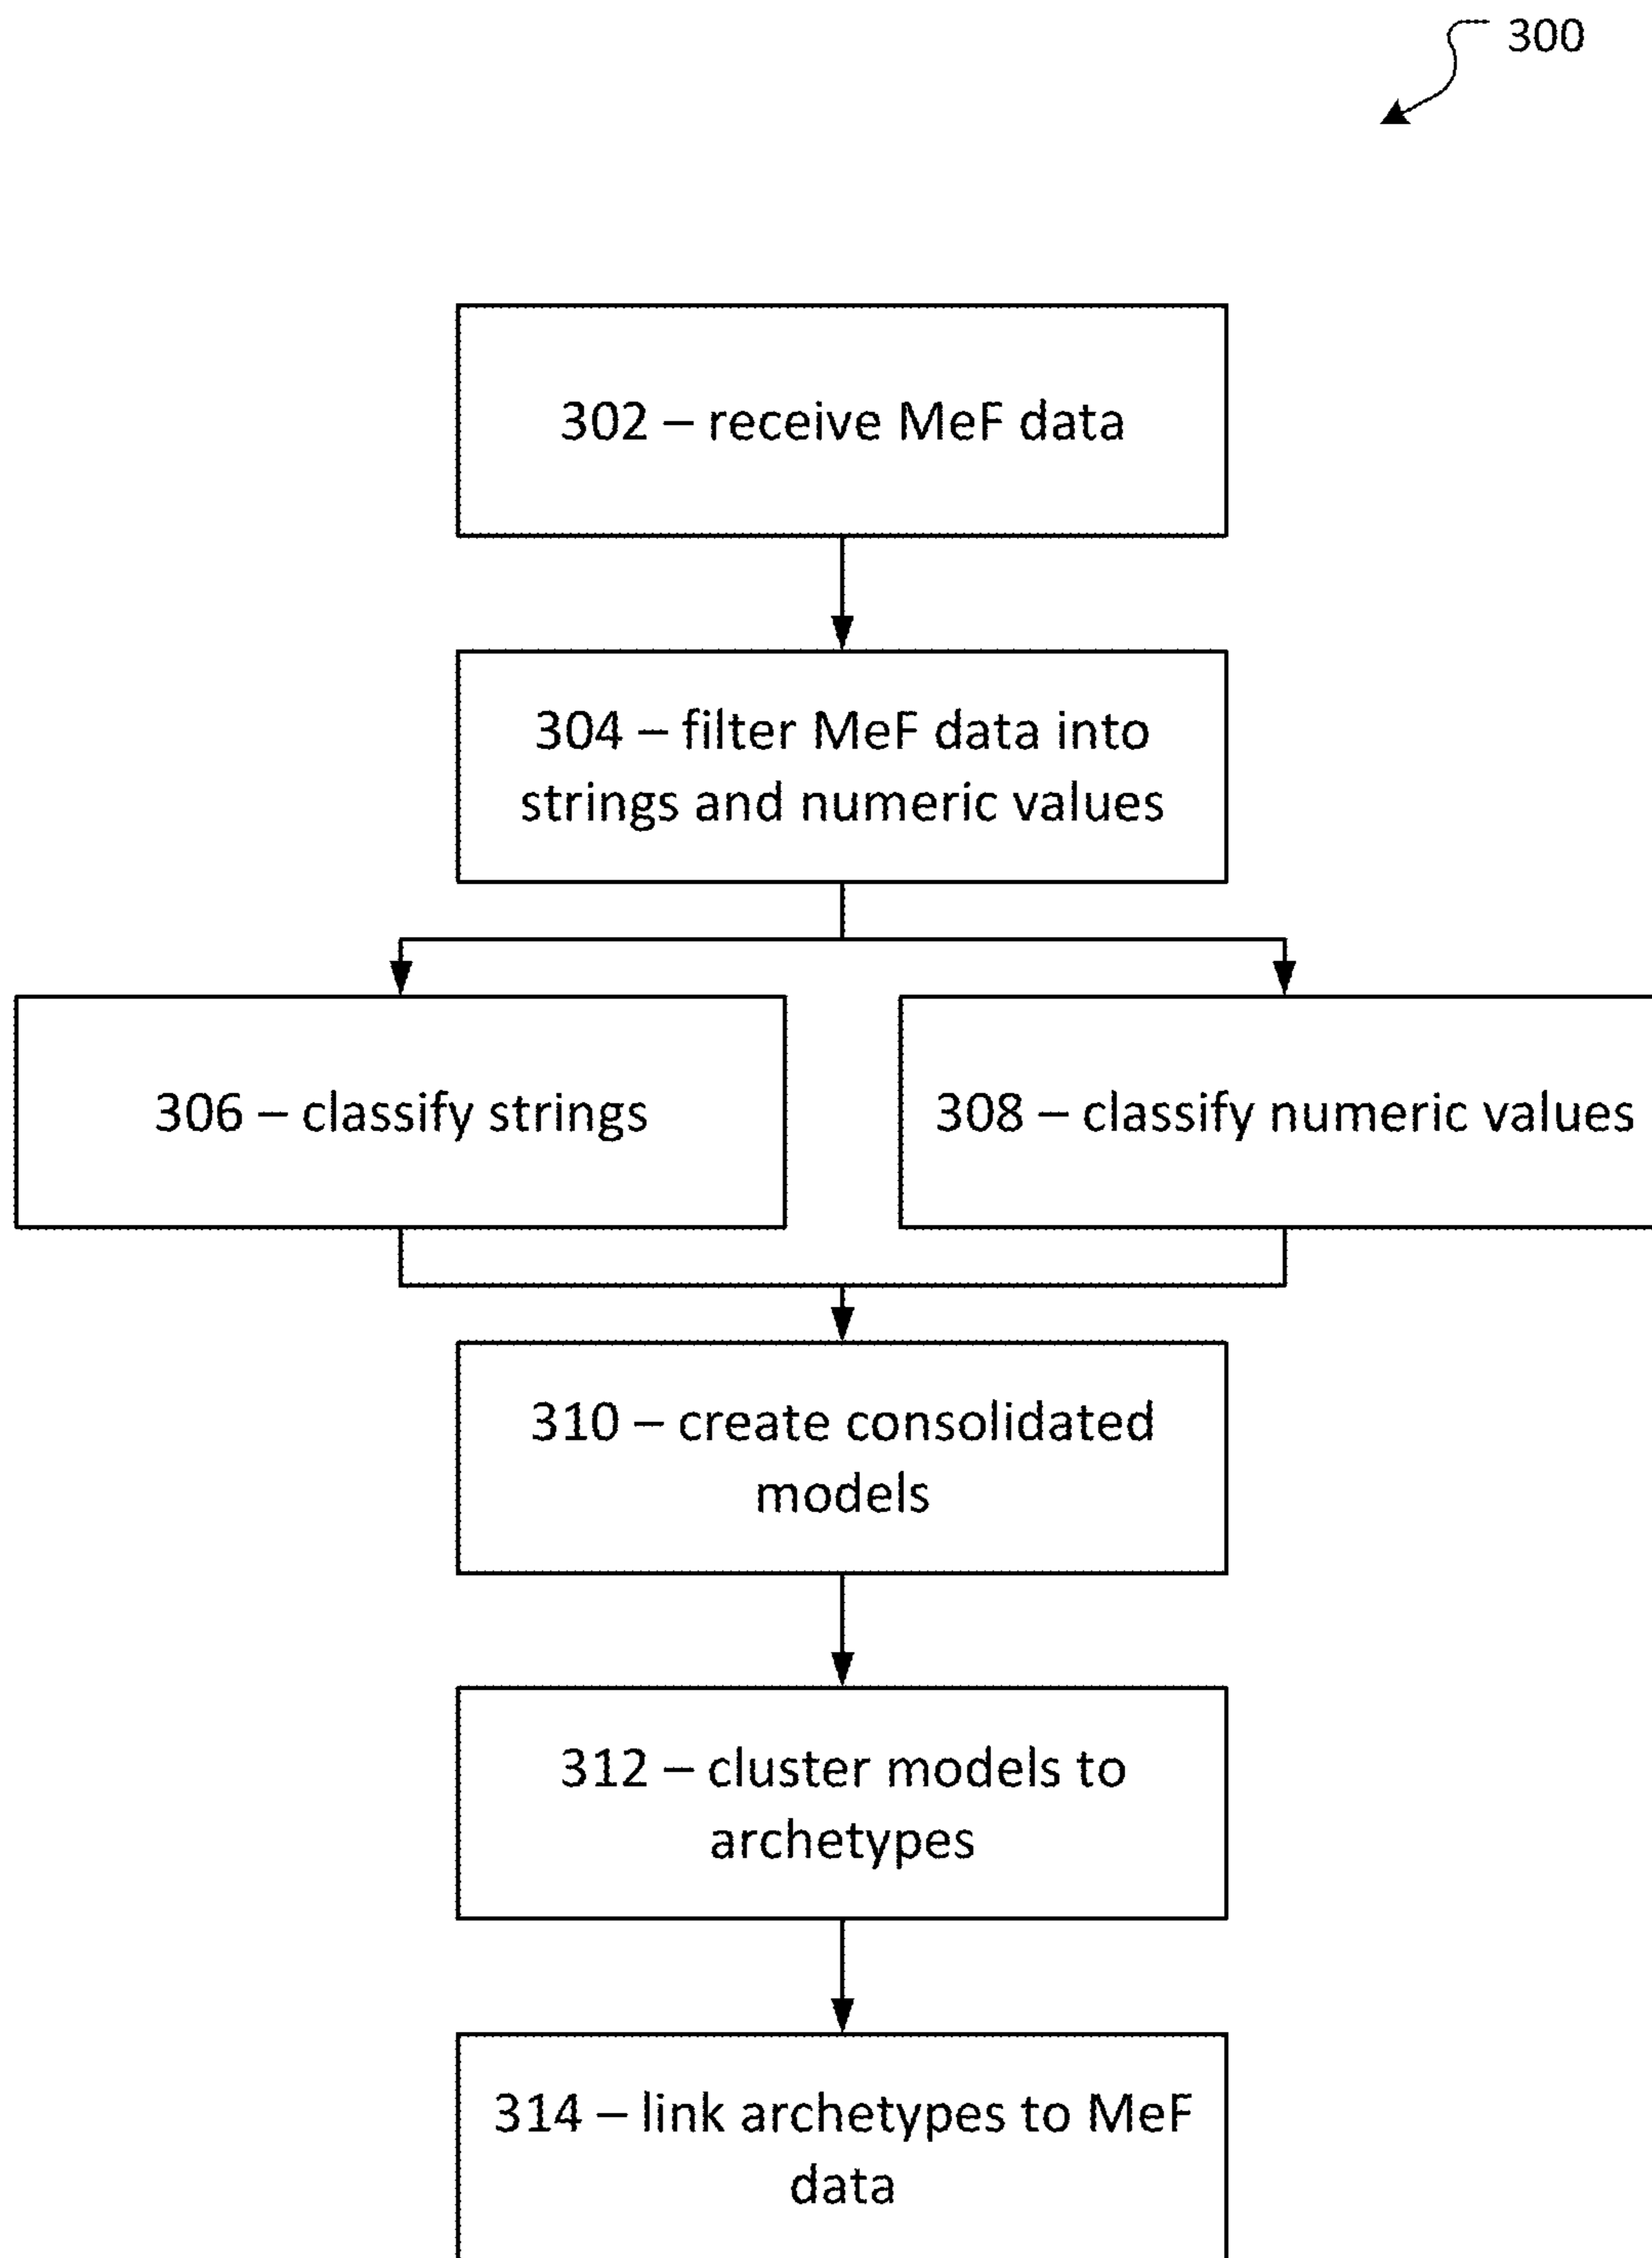 300
302 – receive MeF data
304 – filter MeF data into
strings and numeric values
306 – classify strings
308 – classify numeric values
310 – create consolidated
models
312 – cluster models to
archetypes
314 – link archetypes to MeF
data